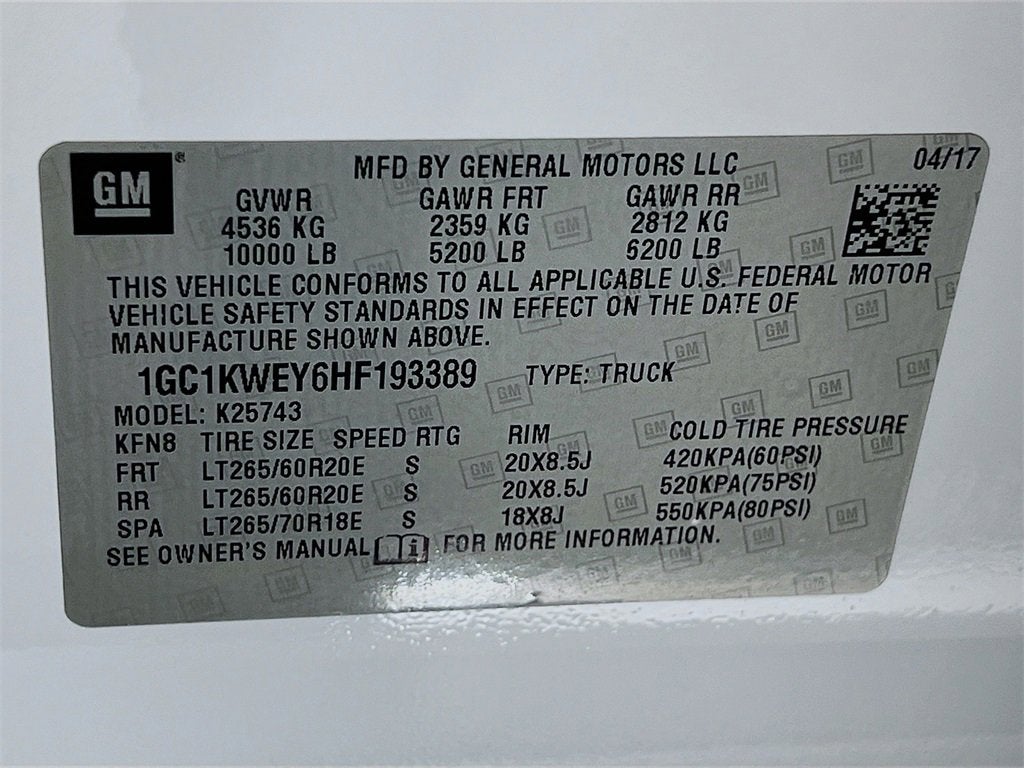 GM
MFD BY GENERAL MOTORS LLC 04/17
GVWR GAWR FRT GAWR RR
4536 KG 2359 KG 2812 KG
10000 LB 5200 LB 6200 LB
THIS VEHICLE CONFORMS TO ALL APPLICABLE U.S. FEDERAL MOTOR
VEHICLE SAFETY STANDARDS IN EFFECT ON THE DATE OF
MANUFACTURE SHOWN ABOVE.
1GC1KWEY6HF193389 TYPE: TRUCK
MODEL: K25743
KFN8 TIRE SIZE SPEED RTG RIM COLD TIRE PRESSURE
FRT LT265/60R20E S 20X8.5J 420KPA(60PSI)
RR LT265/60R20E S 20X8.5J 520KPA(75PSI)
SPA LT265/70R18E S 18X8J 550KPA(80PSI)
SEE OWNER'S MANUAL i FOR MORE INFORMATION.